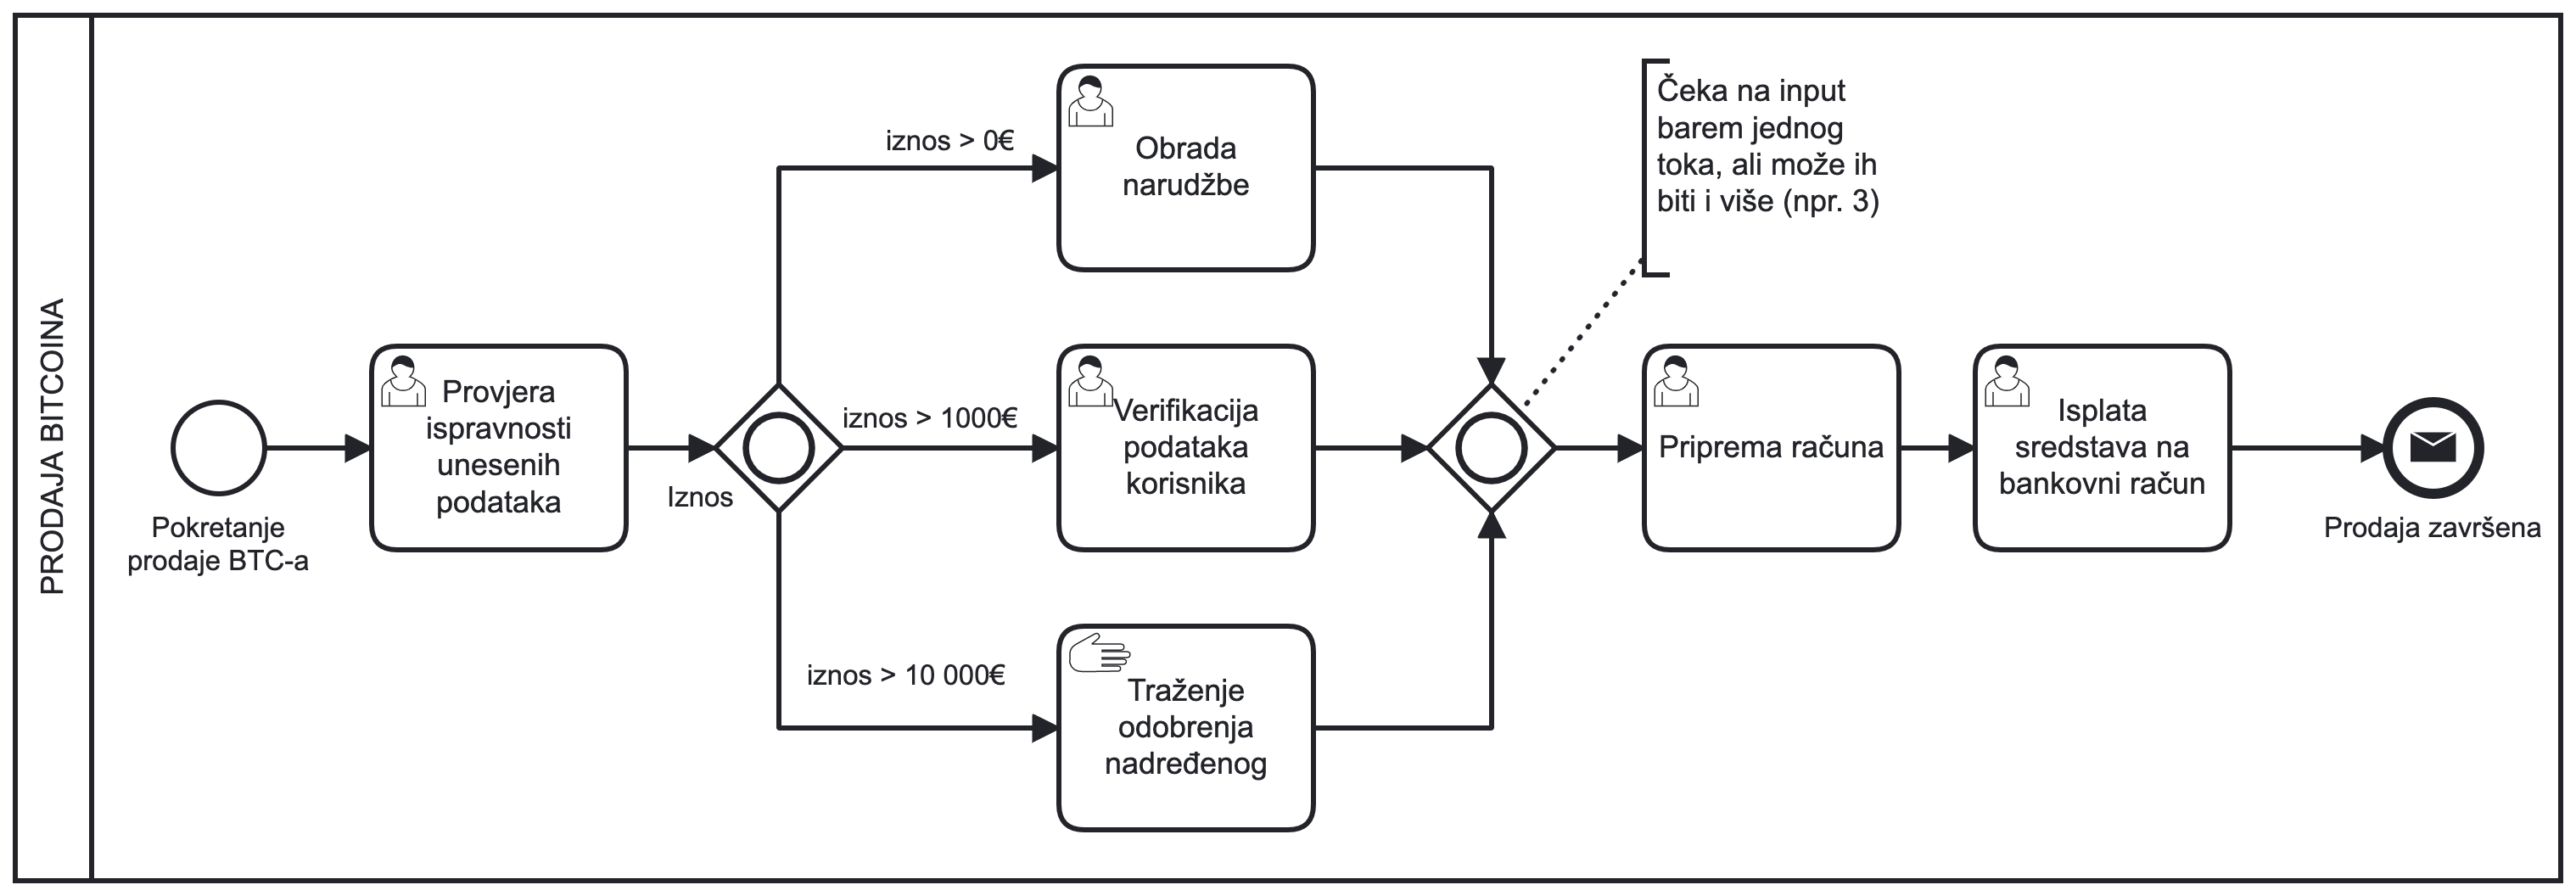 PRODAJA BITCOINA
Pokretanje
prodaje BTC-a
Provjera
ispravnosti
unesenih
podataka
Iznos
iznos > 0€
Obrada
narudžbe
iznos > 1000€
Verifikacija
podataka
korisnika
iznos > 10 000€
Traženje
odobrenja
nadređenog
Čeka na input
barem jednog
toka, ali može ih
biti i više (npr. 3)
Priprema računa
Isplata
sredstava na
bankovni račun
Prodaja završena